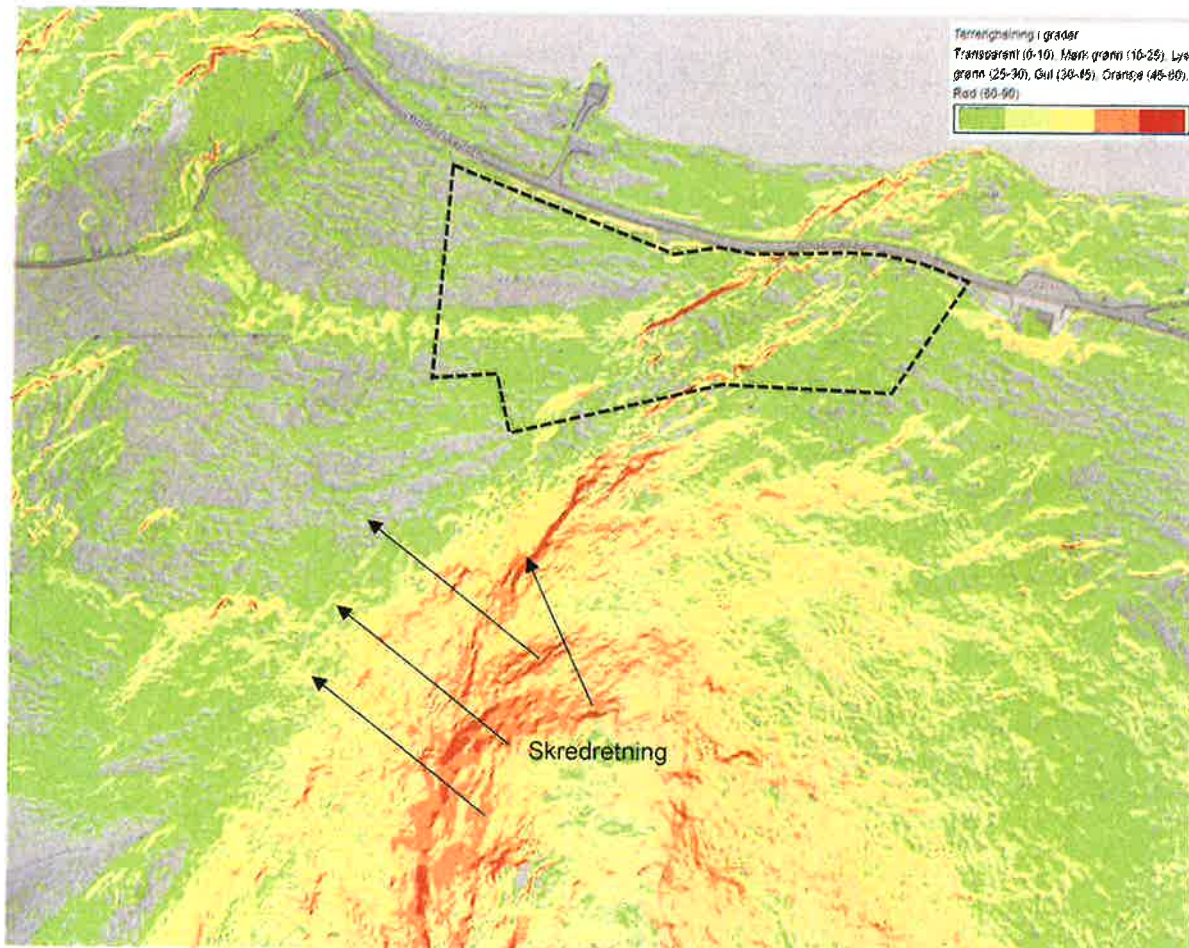 Terrenghelning i grader
Transparent (0-10), Mørk grønn (10-25), Lys
grønn (25-30), Gul (30-45), Oransje (45-60),
Rød (60-90)
Skredretning